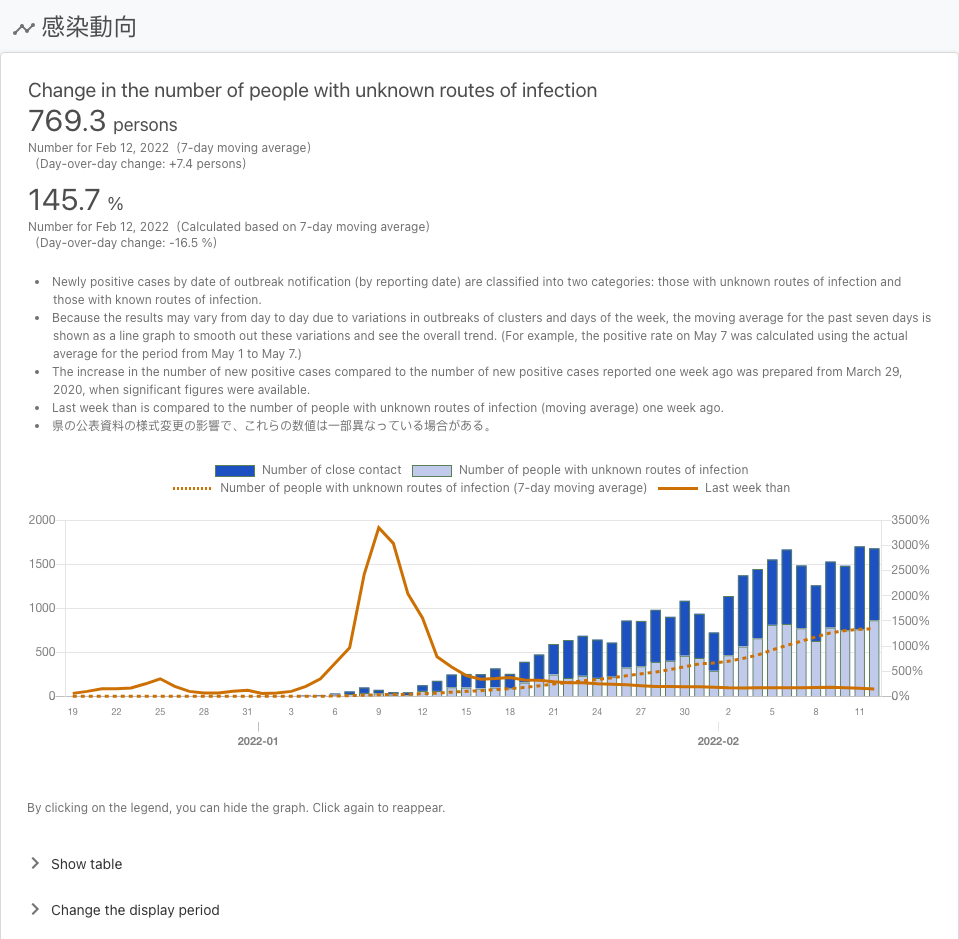 感染動向
Change in the number of people with unknown routes of infection
769.3 persons
Number for Feb 12, 2022（7-day moving average）
（Day-over-day change: +7.4 persons）
145.7 %
Number for Feb 12, 2022（Calculated based on 7-day moving average）
（Day-over-day change: -16.5 %）
• Newly positive cases by date of outbreak notification (by reporting date) are classified into two categories: those with unknown routes of infection and
those with known routes of infection.
• Because the results may vary from day to day due to variations in outbreaks of clusters and days of the week, the moving average for the past seven days is
shown as a line graph to smooth out these variations and see the overall trend. (For example, the positive rate on May 7 was calculated using the actual
average for the period from May 1 to May 7.)
• The increase in the number of new positive cases compared to the number of new positive cases reported one week ago was prepared from March 29,
2020, when significant figures were available.
• Last week than is compared to the number of people with unknown routes of infection (moving average) one week ago.
• 県の公表資料の様式変更の影響で、これらの数値は一部異なっている場合がある。
Number of close contact Number of people with unknown routes of infection
Number of people with unknown routes of infection (7-day moving average) Last week than
2000 3500%
3000%
1500 2500%
2000%
1000 1500%
1000%
500 500%
0 0%
19 22 25 28 31 3 6 9 12 15 18 21 24 27 30 2 5 8 11
2022-01 2022-02
By clicking on the legend, you can hide the graph. Click again to reappear.
Show table
Change the display period